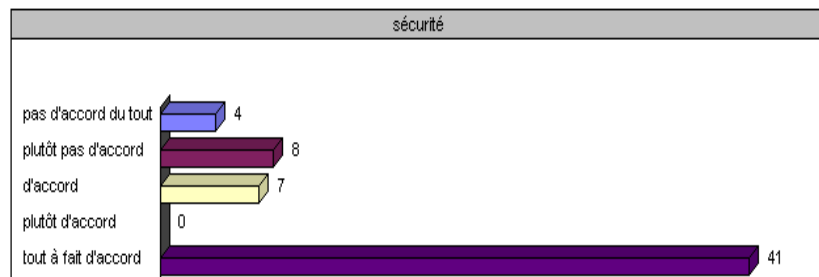 sécurité
pas d'accord du tout 4
plutôt pas d'accord 8
d'accord 7
plutôt d'accord 0
tout à fait d'accord 41